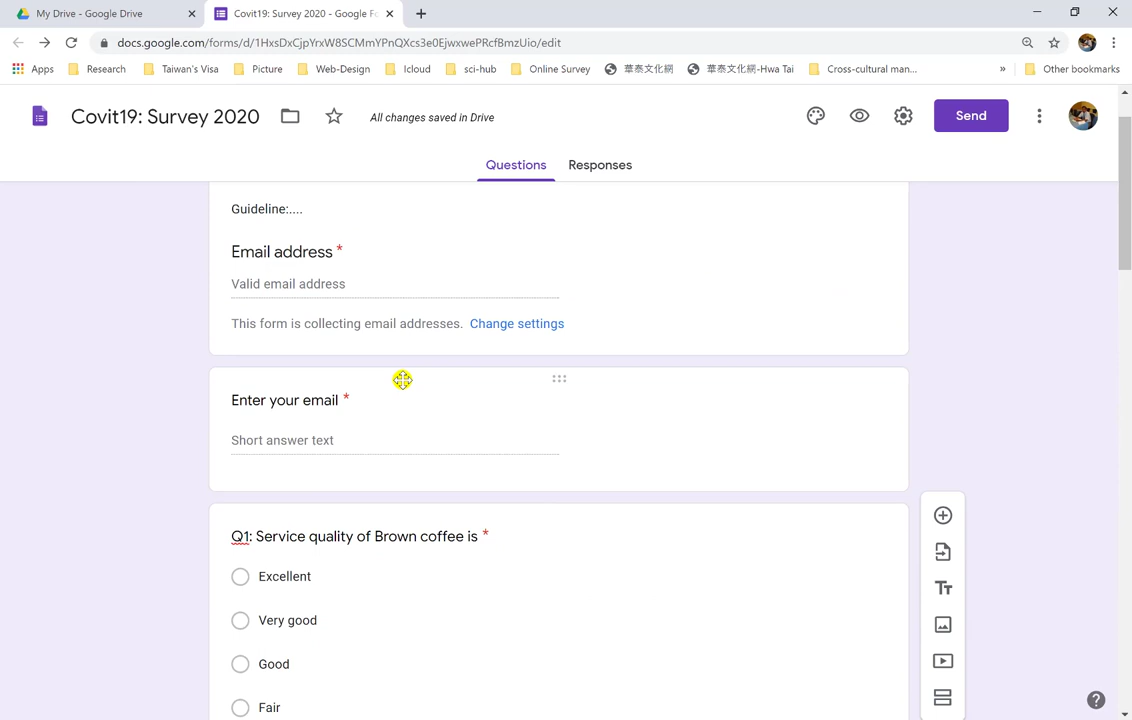 My Drive - Google Drive
Covit19: Survey 2020 - Google Fo
docs.google.com/forms/d/1HxsDxCjpYrxW8SCMmYPnQXcs3e0EjwxwePRcfBmzUio/edit
Apps
Research
Taiwan's Visa
Picture
Web-Design
Icloud
sci-hub
Online Survey
華泰文化網
華泰文化網-Hwa Tai
Cross-cultural man...
»
Other bookmarks
Covit19: Survey 2020
All changes saved in Drive
Send
Questions
Responses
Guideline:....
Email address *
Valid email address
This form is collecting email addresses. Change settings
Enter your email *
Short answer text
Q1: Service quality of Brown coffee is *
Excellent
Very good
Good
Fair